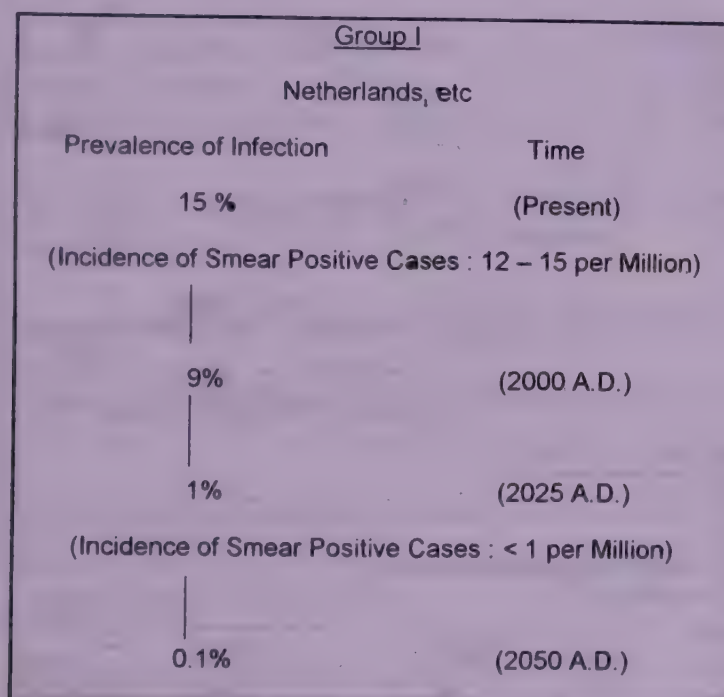 Group I
Netherlands, etc
Prevalence of Infection Time
15 % (Present)
(Incidence of Smear Positive Cases : 12 – 15 per Million)
9% (2000 A.D.)
1% (2025 A.D.)
(Incidence of Smear Positive Cases : < 1 per Million)
0.1% (2050 A.D.)